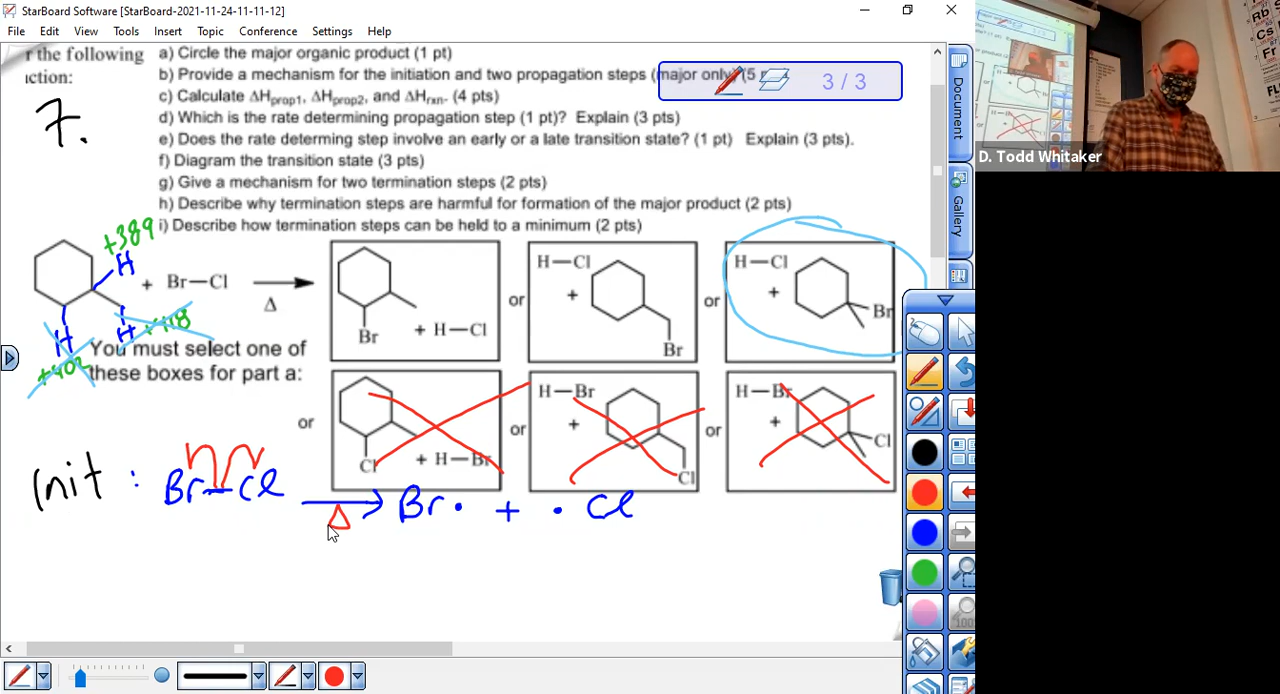 StarBoard Software [StarBoard-2021-11-24-11-11-12]
File Edit View Tools Insert Topic Conference Settings Help
r the following
ction:
7.
a) Circle the major organic product (1 pt)
b) Provide a mechanism for the initiation and two propagation steps (major only) (5 p
c) Calculate ΔHprop1, ΔHprop2, and ΔHrxn. (4 pts)
d) Which is the rate determining propagation step (1 pt)? Explain (3 pts)
e) Does the rate determining step involve an early or a late transition state? (1 pt) Explain (3 pts).
f) Diagram the transition state (3 pts)
g) Give a mechanism for two termination steps (2 pts)
h) Describe why termination steps are harmful for formation of the major product (2 pts)
i) Describe how termination steps can be held to a minimum (2 pts)
3 / 3
+389
H
H
H
+402
+ Br—Cl
Δ
Br
+ H—Cl
or
H—Cl
+
Br
or
H—Cl
+
Br
You must select one of
these boxes for part a:
or
Cl
+ H—Br
or
H—Br
+
Cl
or
H—Br
+
Cl
Init : Br—Cl
Δ
Br· + ·Cl
Document
Gallery
100
D. Todd Whitaker
Rb
Cs
Fr